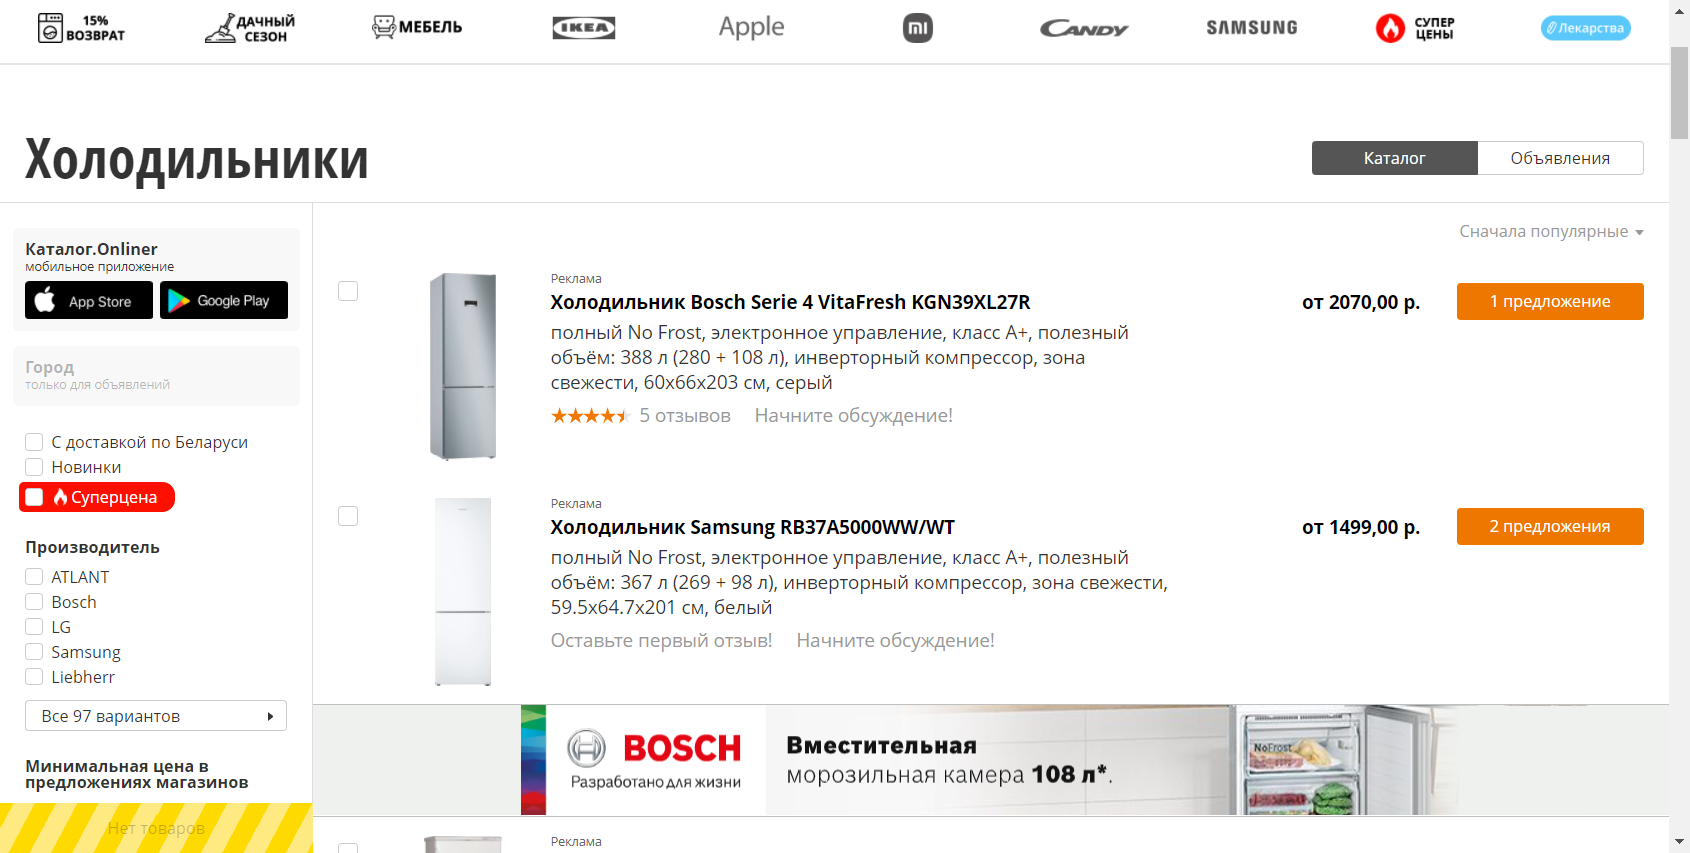 15%
ВОЗВРАТ
ДАЧНЫЙ
СЕЗОН
МЕБЕЛЬ
IKEA
Apple
mi
CANDY
SAMSUNG
СУПЕР
ЦЕНЫ
Лекарства
Холодильники
Каталог
Объявления
Каталог.Onliner
мобильное приложение
App Store
Google Play
Город
только для объявлений
С доставкой по Беларуси
Новинки
Суперцена
Производитель
ATLANT
Bosch
LG
Samsung
Liebherr
Все 97 вариантов
Минимальная цена в
предложениях магазинов
Нет товаров
Сначала популярные
Реклама
Холодильник Bosch Serie 4 VitaFresh KGN39XL27R
от 2070,00 р.
1 предложение
полный No Frost, электронное управление, класс A+, полезный
объём: 388 л (280 + 108 л), инверторный компрессор, зона
свежести, 60x66x203 см, серый
5 отзывов
Начните обсуждение!
Реклама
Холодильник Samsung RB37A5000WW/WT
от 1499,00 р.
2 предложения
полный No Frost, электронное управление, класс A+, полезный
объём: 367 л (269 + 98 л), инверторный компрессор, зона свежести,
59.5x64.7x201 см, белый
Оставьте первый отзыв!
Начните обсуждение!
BOSCH
Разработано для жизни
Вместительная
морозильная камера 108 л*.
NoFrost
Реклама